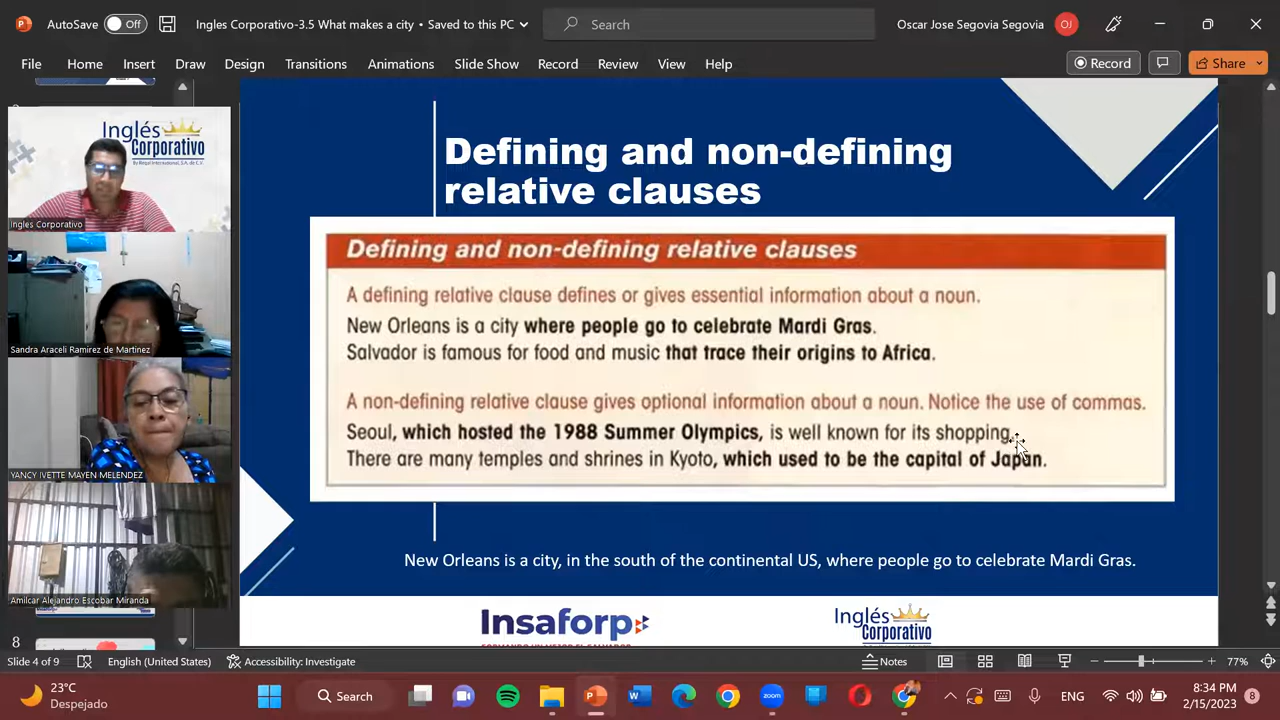 AutoSave Off Ingles Corporativo-3.5 What makes a city • Saved to this PC Search Oscar Jose Segovia Segovia OJ
File Home Insert Draw Design Transitions Animations Slide Show Record Review View Help Record Share
Inglés
Corporativo
By Regal International, S.A. de C.V.
Ingles Corporativo
Sandra Araceli Ramirez de Martinez
YANCY IVETTE MAYEN MELENDEZ
Amilcar Alejandro Escobar Miranda
8
Defining and non-defining
relative clauses
Defining and non-defining relative clauses
A defining relative clause defines or gives essential information about a noun.
New Orleans is a city where people go to celebrate Mardi Gras.
Salvador is famous for food and music that trace their origins to Africa.
A non-defining relative clause gives optional information about a noun. Notice the use of commas.
Seoul, which hosted the 1988 Summer Olympics, is well known for its shopping.
There are many temples and shrines in Kyoto, which used to be the capital of Japan.
New Orleans is a city, in the south of the continental US, where people go to celebrate Mardi Gras.
Insaforp
Inglés
Corporativo
Slide 4 of 9 English (United States) Accessibility: Investigate Notes 77%
23°C
Despejado
Search
zoom
ENG
8:34 PM
2/15/2023
8